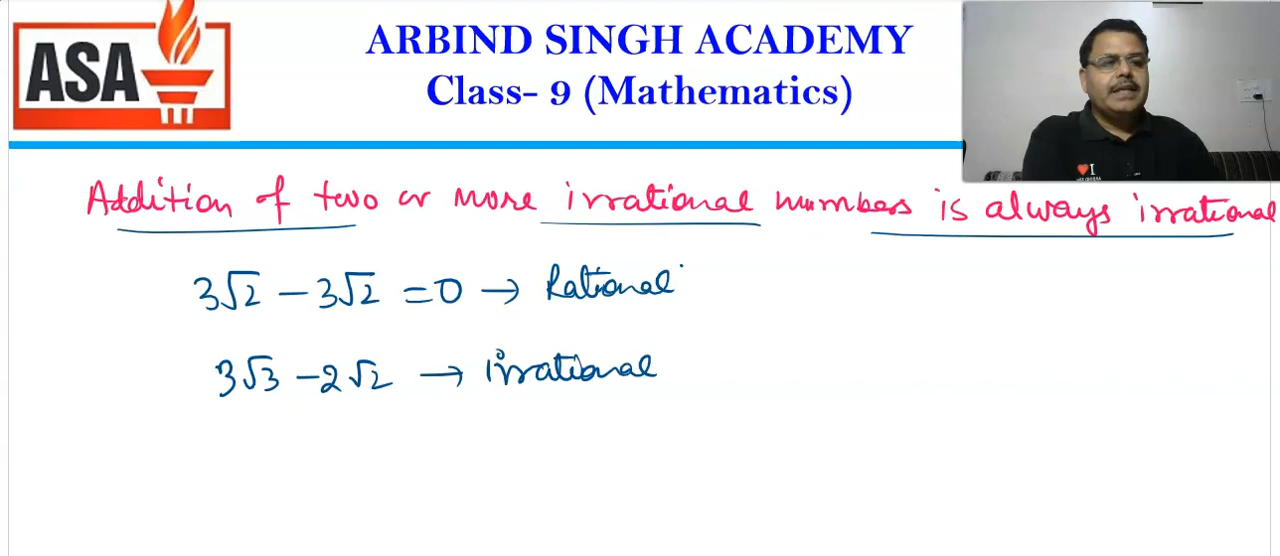 ASA
ARBIND SINGH ACADEMY
Class- 9 (Mathematics)
Addition of two or more irrational numbers is always irrational
3√2 − 3√2 = 0 → Rational
3√3 − 2√2 → irrational
I